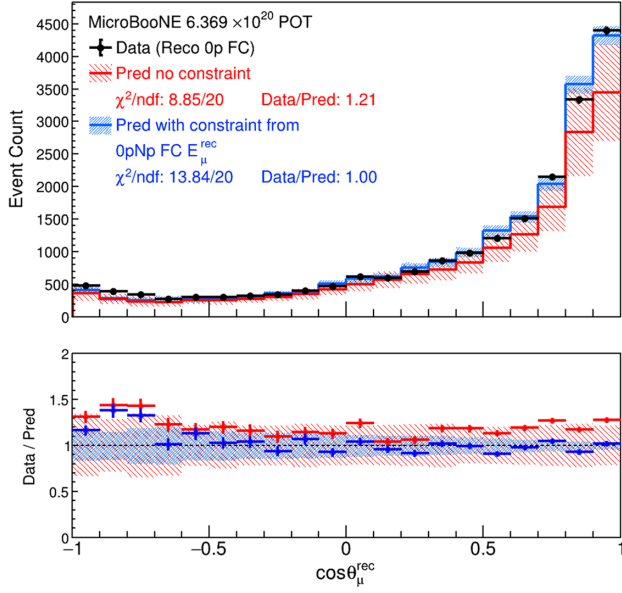 MicroBooNE 6.369 ×10²⁰ POT
Data (Reco 0p FC)
Pred no constraint
χ²/ndf: 8.85/20 Data/Pred: 1.21
Pred with constraint from
0pNp FC E_μ^rec
χ²/ndf: 13.84/20 Data/Pred: 1.00
Event Count
4500
4000
3500
3000
2500
2000
1500
1000
500
0
Data / Pred
2
1.5
1
0.5
0
−1 −0.5 0 0.5 1
cosθ_μ^rec